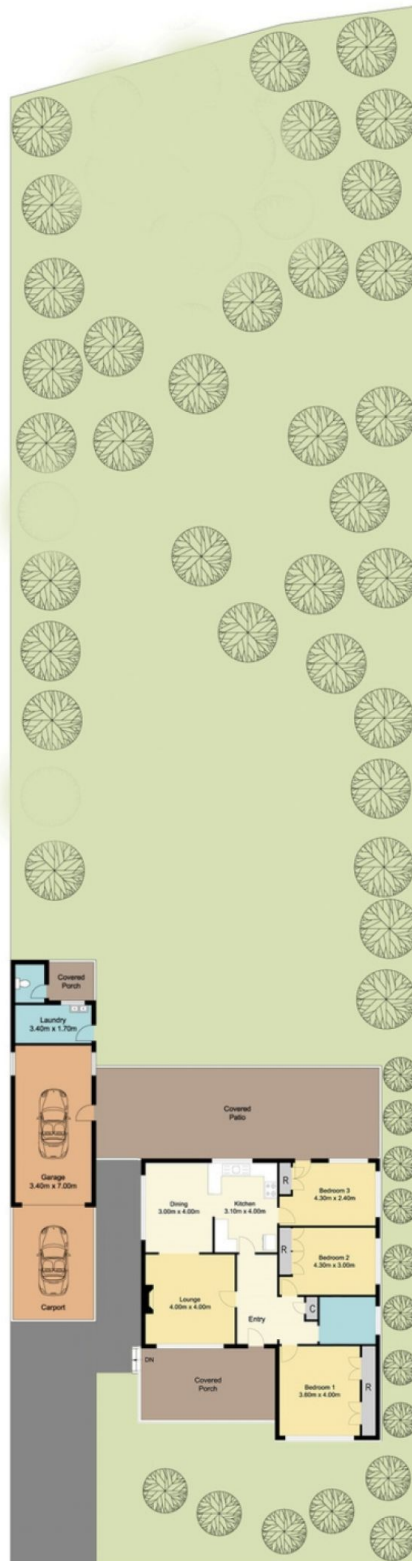 Covered
Porch
Laundry
3.40m x 1.70m
Garage
3.40m x 7.00m
Carport
Covered
Patio
Dining
3.00m x 4.00m
Kitchen
3.10m x 4.00m
R
Bedroom 3
4.30m x 2.40m
R
Bedroom 2
4.30m x 3.00m
Lounge
4.00m x 4.00m
Entry
C
DN
Covered
Porch
Bedroom 1
3.60m x 4.00m
R